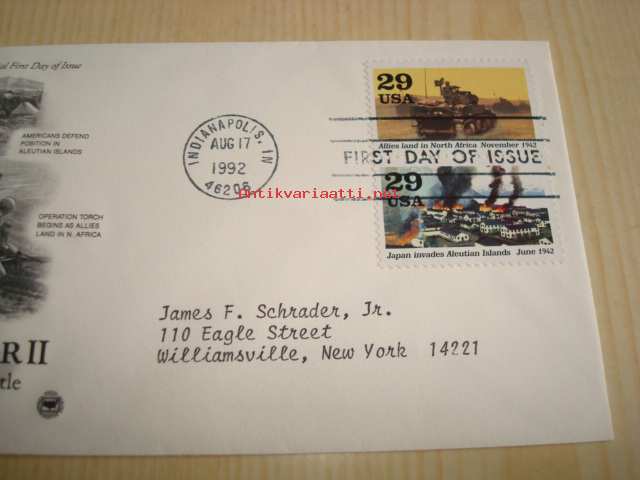 ial First Day of Issue
AMERICANS DEFEND
POSITION IN
ALEUTIAN ISLANDS
OPERATION TORCH
BEGINS AS ALLIES
LAND IN N. AFRICA
R II
tle
INDIANAPOLIS, IN
AUG 17
1992
46206
29
USA
Allies land in North Africa November 1942
FIRST DAY OF ISSUE
29
USA
Japan invades Aleutian Islands June 1942
Antikvariaatti.net
James F. Schrader, Jr.
110 Eagle Street
Williamsville, New York 14221